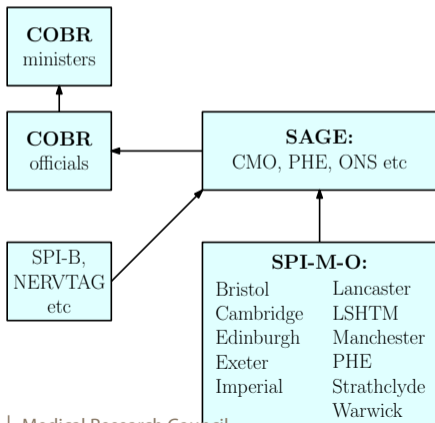 COBR
ministers
COBR
officials
SAGE:
CMO, PHE, ONS etc
SPI-B,
NERVTAG
etc
SPI-M-O:
Bristol
Cambridge
Edinburgh
Exeter
Imperial
Lancaster
LSHTM
Manchester
PHE
Strathclyde
Warwick
Medical Research Council